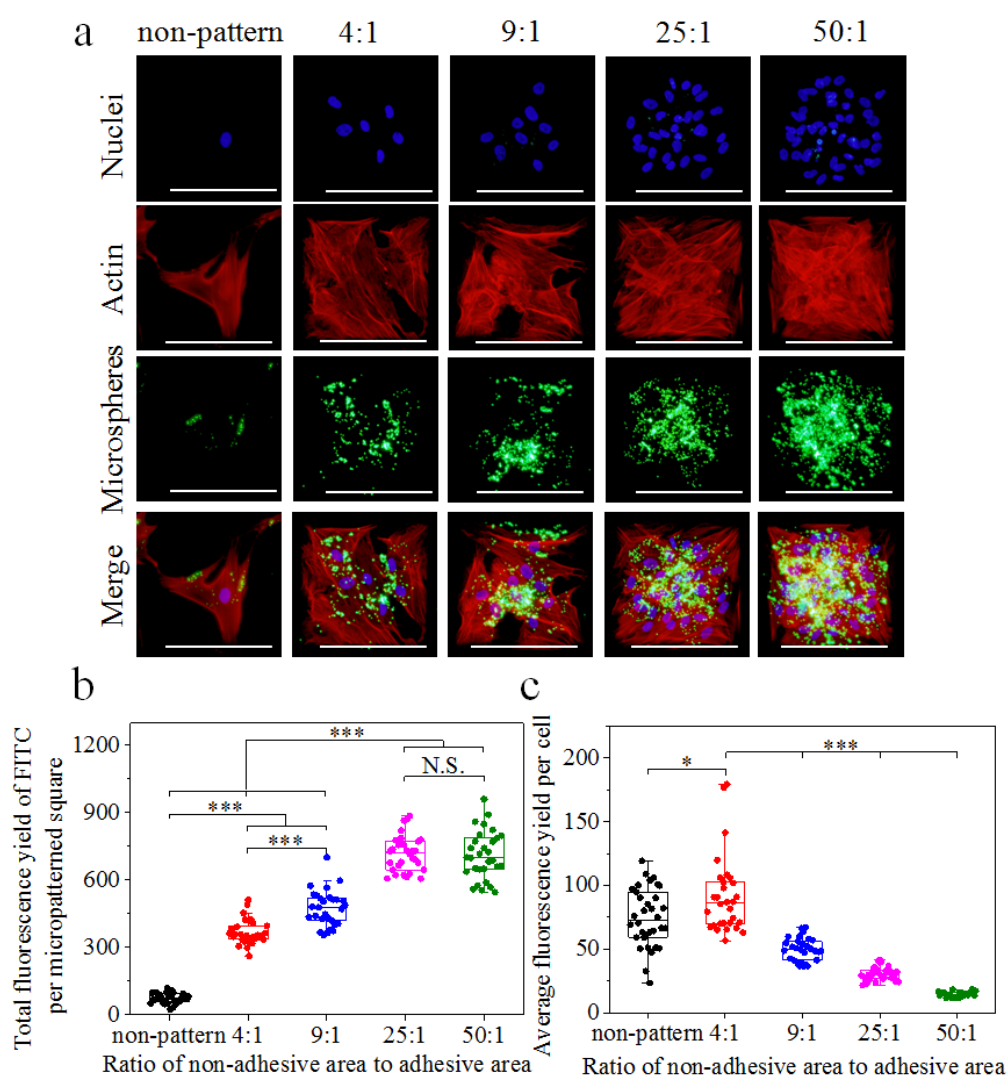 a
non-pattern 4:1 9:1 25:1 50:1
Nuclei
Actin
Microspheres
Merge
b
Total fluorescence yield of FITC
per micropatterned square
1200
900
600
300
0
***
***
***
N.S.
non-pattern 4:1 9:1 25:1 50:1
Ratio of non-adhesive area to adhesive area
c
Average fluorescence yield per cell
200
150
100
50
0
*
***
non-pattern 4:1 9:1 25:1 50:1
Ratio of non-adhesive area to adhesive area